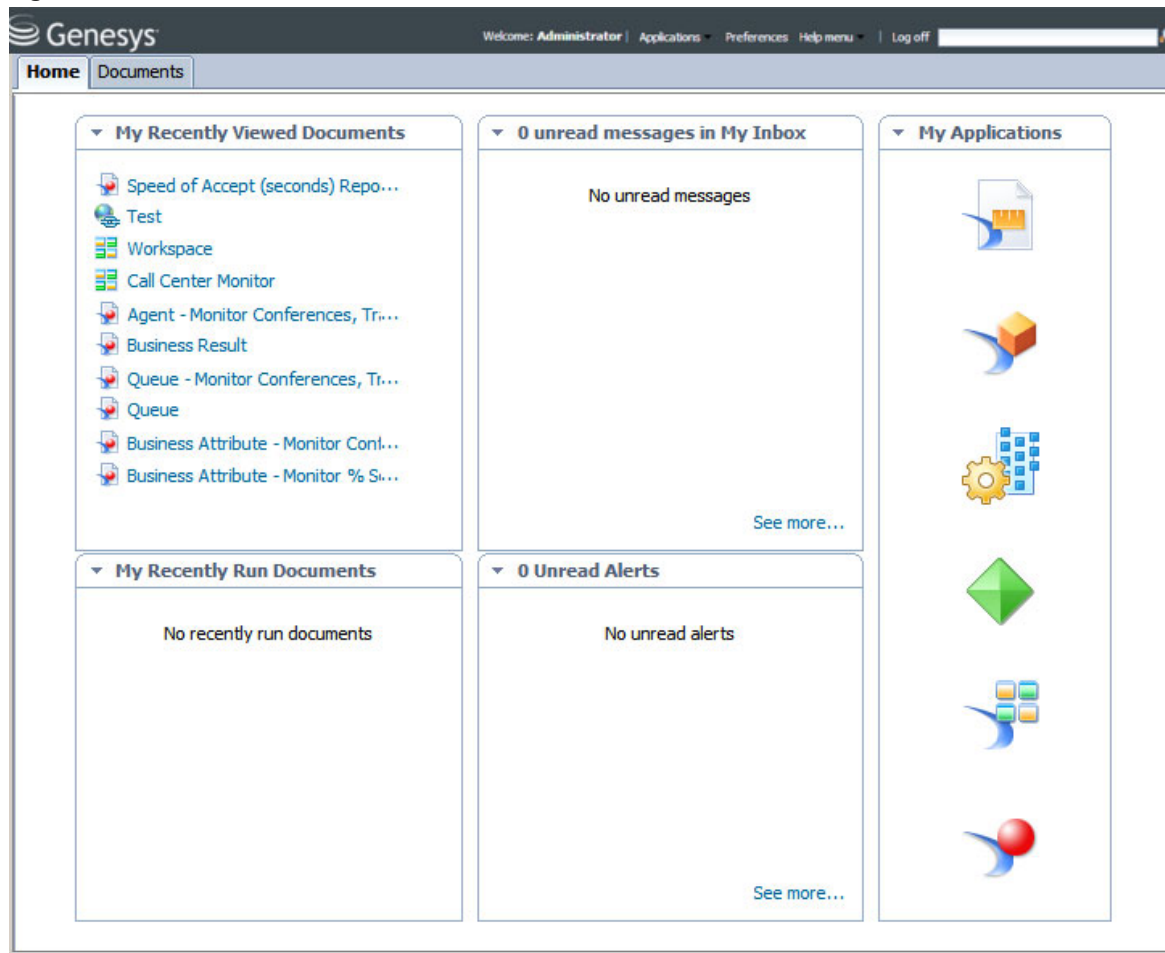 Genesys
Welcome: Administrator | Applications Preferences Help menu | Log off
Home Documents
My Recently Viewed Documents
Speed of Accept (seconds) Repo...
Test
Workspace
Call Center Monitor
Agent - Monitor Conferences, Tr...
Business Result
Queue - Monitor Conferences, Tr...
Queue
Business Attribute - Monitor Conf...
Business Attribute - Monitor % S...
0 unread messages in My Inbox
No unread messages
See more...
My Applications
My Recently Run Documents
No recently run documents
0 Unread Alerts
No unread alerts
See more...